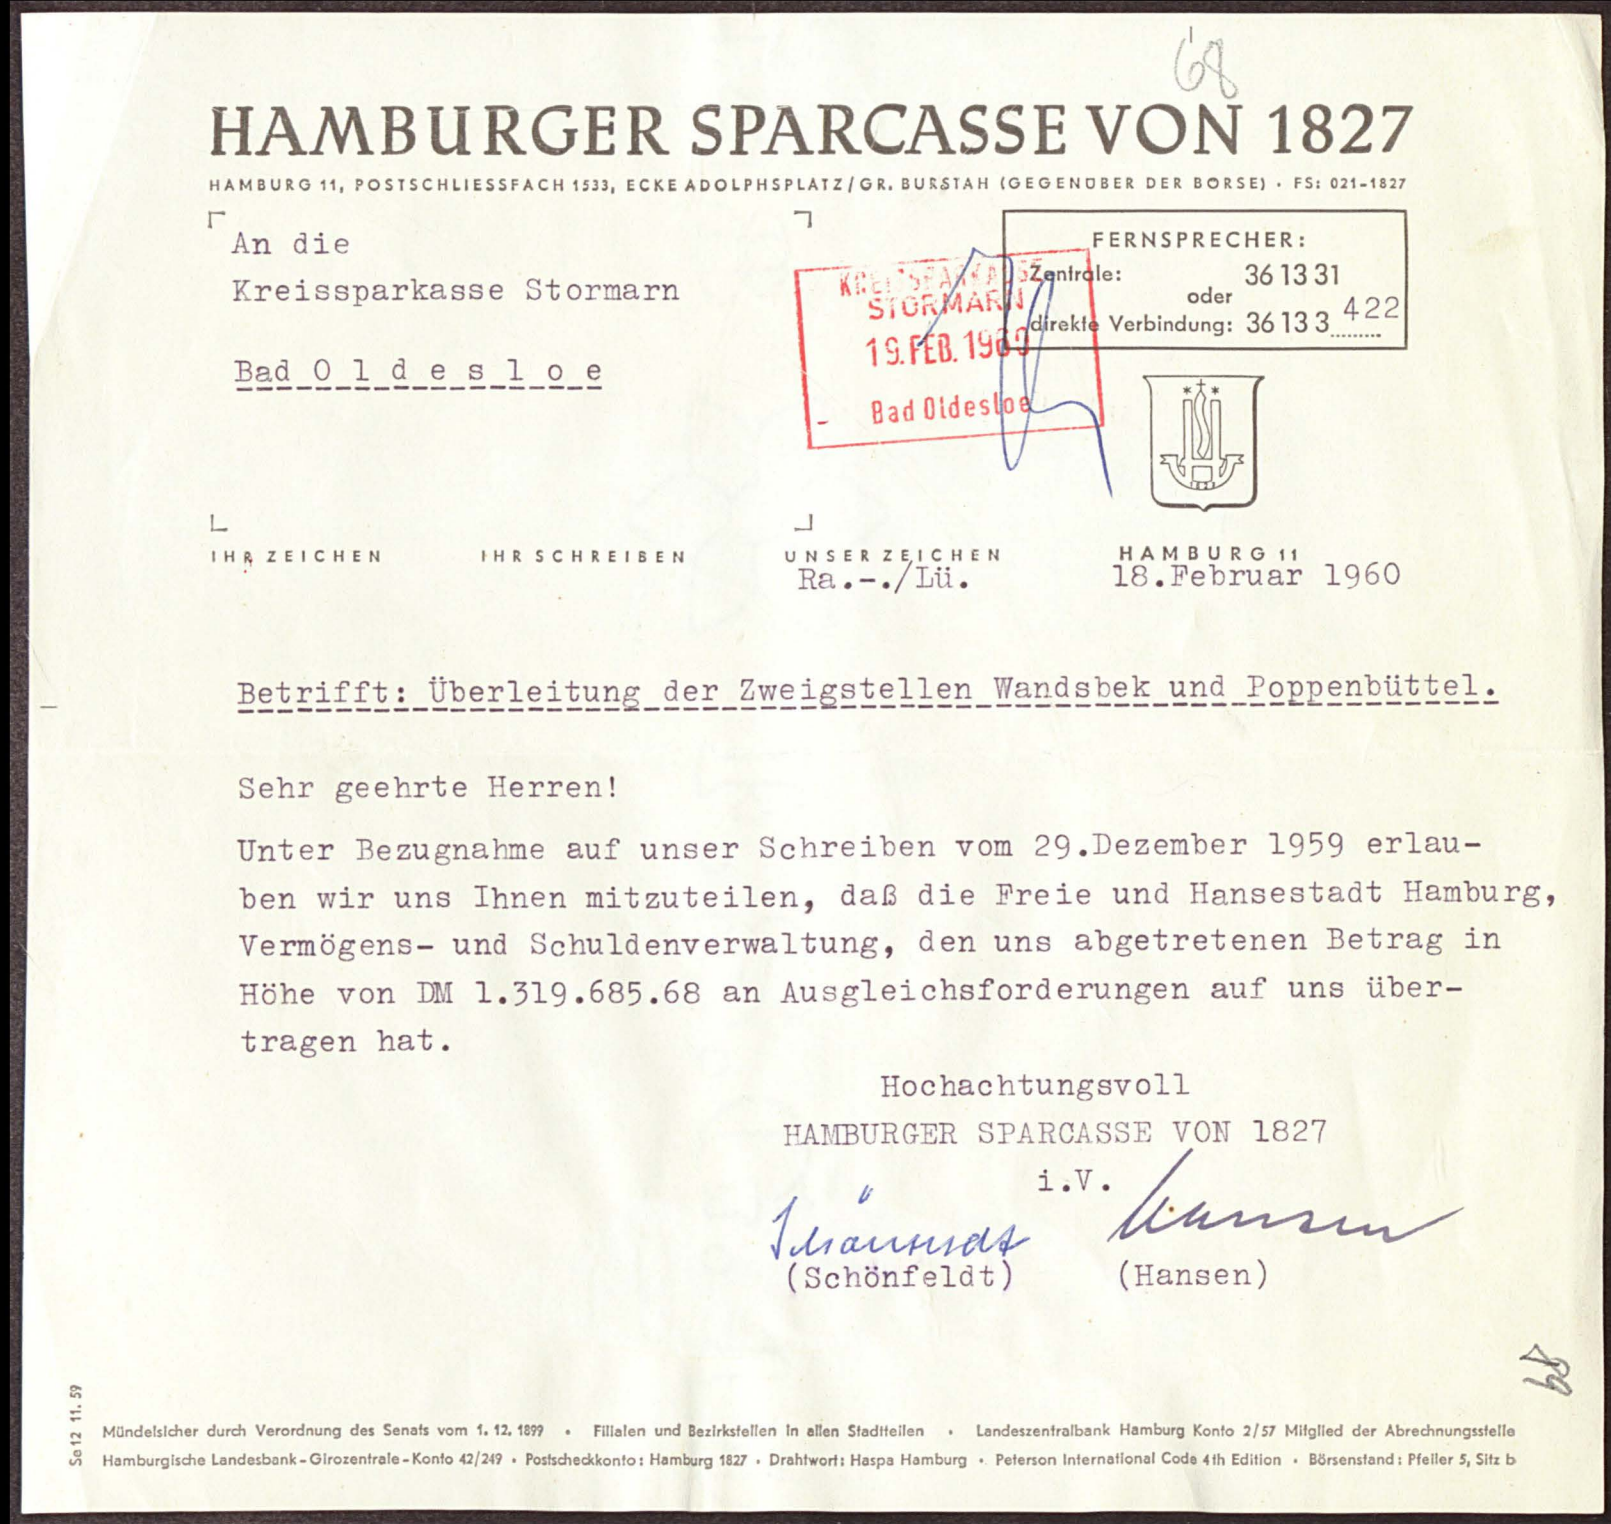 68
HAMBURGER SPARCASSE VON 1827
HAMBURG 11, POSTSCHLIESSFACH 1533, ECKE ADOLPHSPLATZ/GR. BURSTAH (GEGENÜBER DER BÖRSE) · FS: 021-1827
An die
Kreissparkasse Stormarn
Bad O l d e s l o e
KREISSPARKASSE
STORMARN
19. FEB. 1960
Bad Oldesloe
FERNSPRECHER:
Zentrale: 36 13 31
oder
direkte Verbindung: 36 13 3 422
1827
IHR ZEICHEN IHR SCHREIBEN UNSER ZEICHEN HAMBURG 11
Ra.-./Lü. 18.Februar 1960
Betrifft: Überleitung der Zweigstellen Wandsbek und Poppenbüttel.
Sehr geehrte Herren!
Unter Bezugnahme auf unser Schreiben vom 29.Dezember 1959 erlau-
ben wir uns Ihnen mitzuteilen, daß die Freie und Hansestadt Hamburg,
Vermögens- und Schuldenverwaltung, den uns abgetretenen Betrag in
Höhe von DM 1.319.685.68 an Ausgleichsforderungen auf uns über-
tragen hat.
Hochachtungsvoll
HAMBURGER SPARCASSE VON 1827
i.V.
Schönfeldt Hansen
(Schönfeldt) (Hansen)
68
Se 12 11. 59
Mündelsicher durch Verordnung des Senats vom 1. 12. 1899 • Filialen und Bezirkstellen in allen Stadtteilen • Landeszentralbank Hamburg Konto 2/57 Mitglied der Abrechnungsstelle
Hamburgische Landesbank-Girozentrale-Konto 42/249 • Postscheckkonto: Hamburg 1827 • Drahtwort: Haspa Hamburg • Peterson International Code 4th Edition • Börsenstand: Pfeiler 5, Sitz b